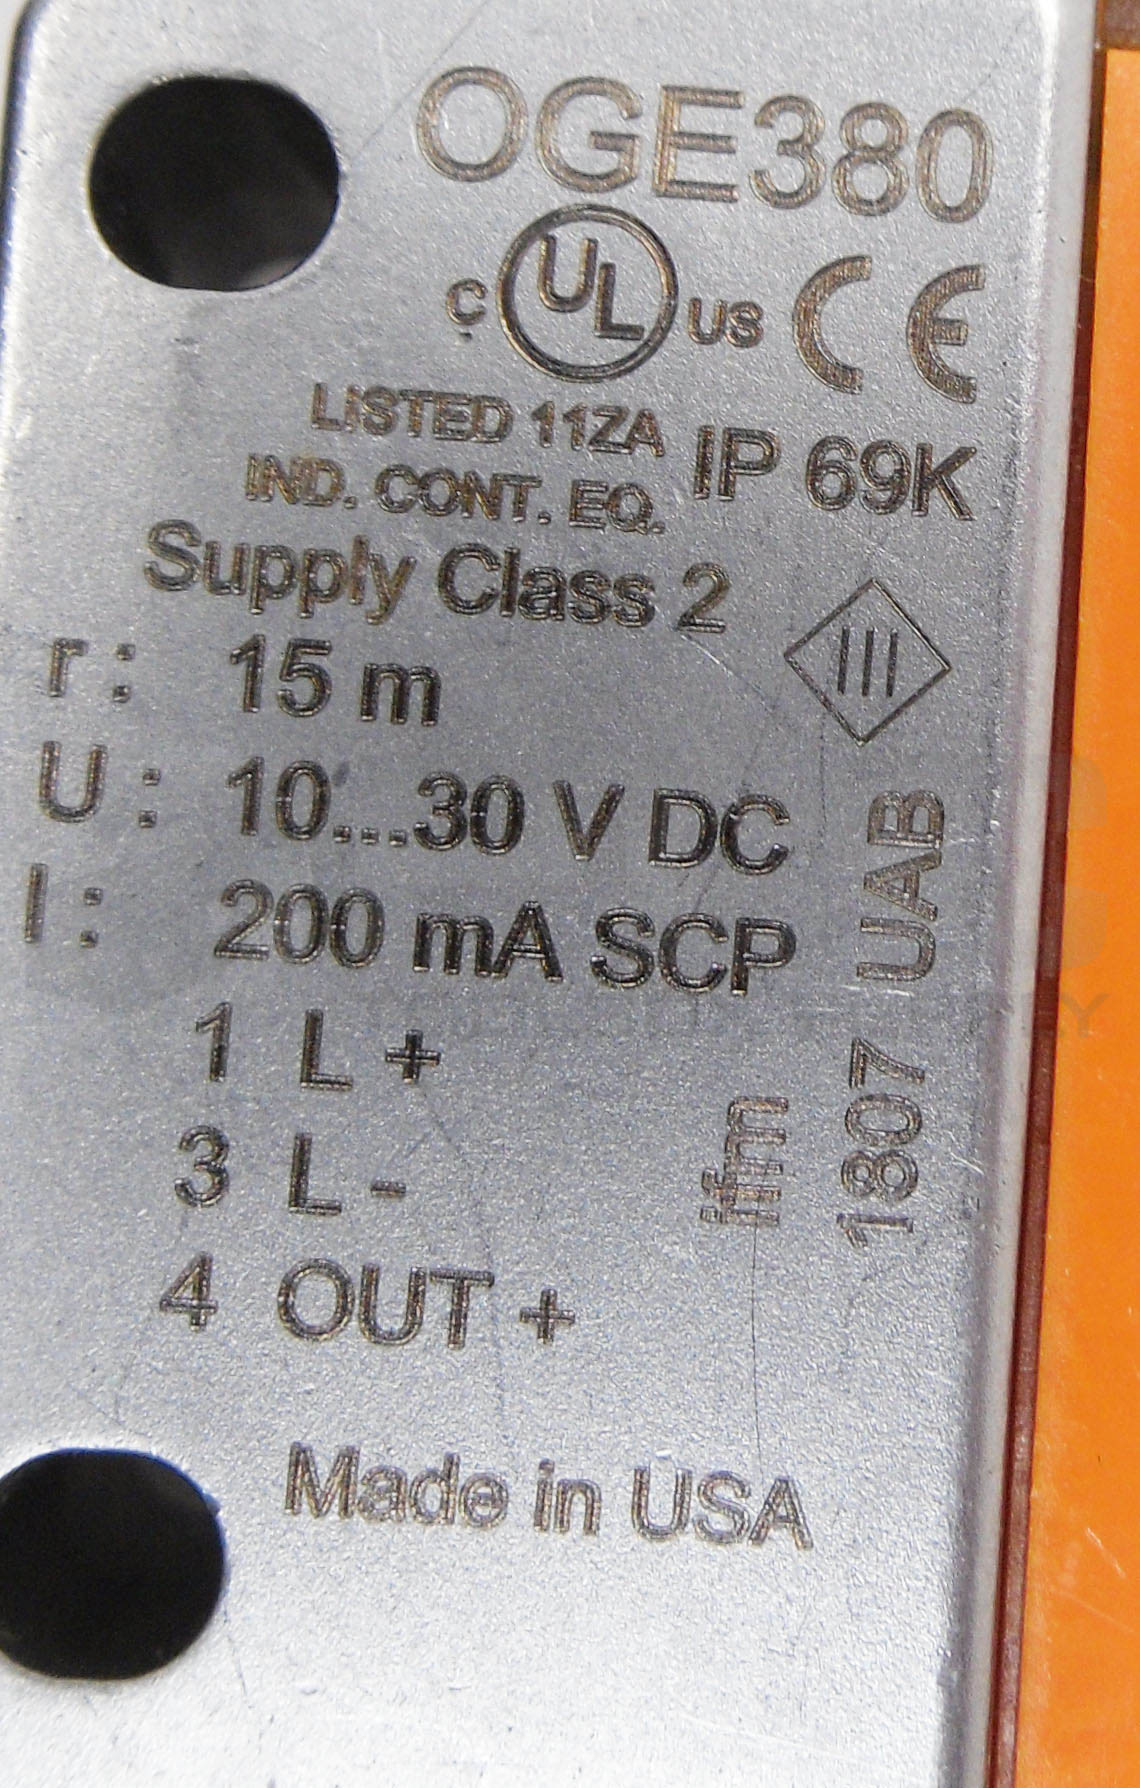 OGE380
C UL US CE
LISTED 11ZA
IND. CONT. EQ.
IP 69K
Supply Class 2
r: 15 m
U: 10...30 V DC
I: 200 mA SCP
1 L +
3 L -
4 OUT +
ifm
1807 UAB
Made in USA